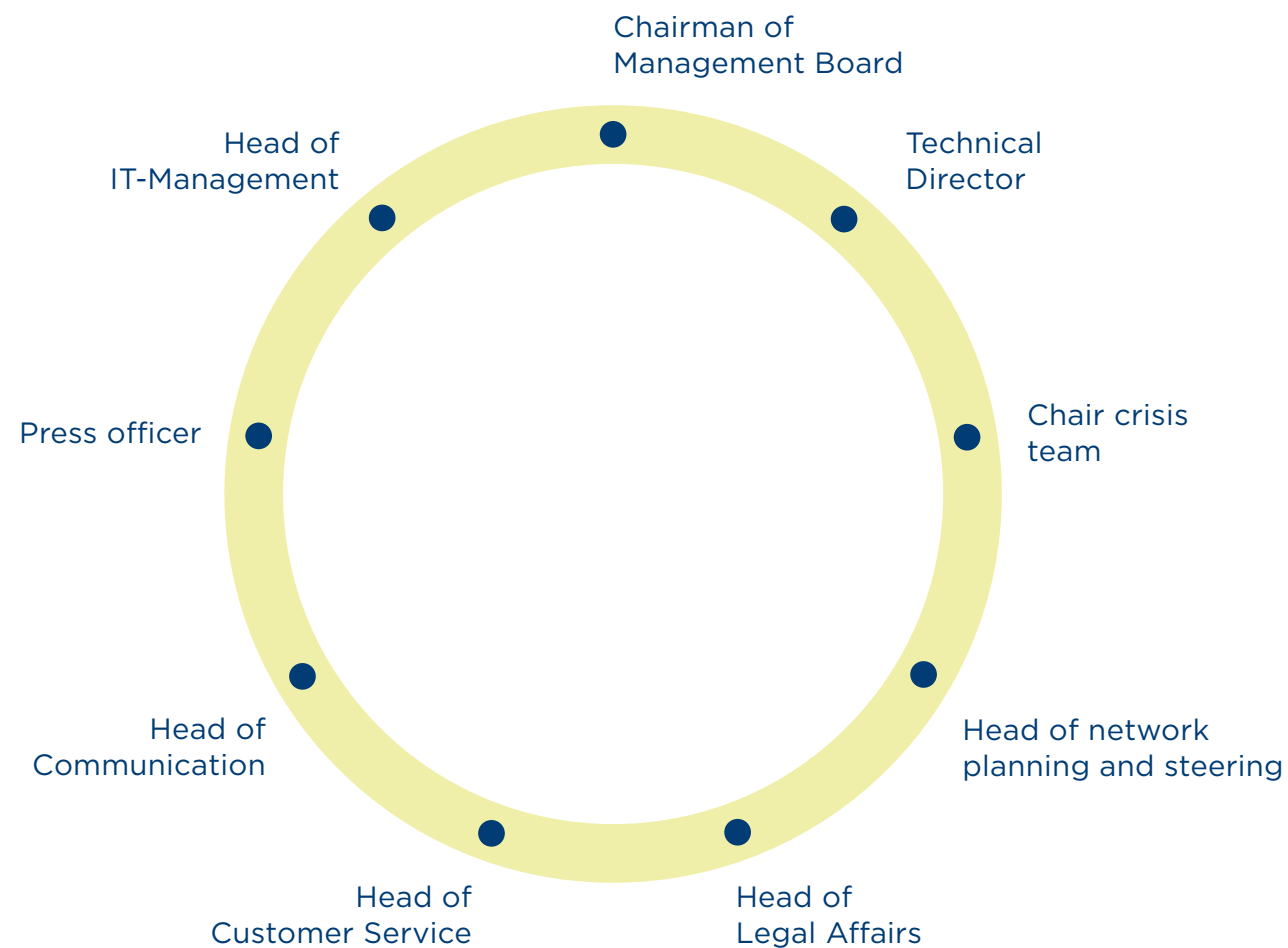 Chairman of
Management Board
Head of
IT-Management
Technical
Director
Press officer
Chair crisis
team
Head of
Communication
Head of network
planning and steering
Head of
Customer Service
Head of
Legal Affairs